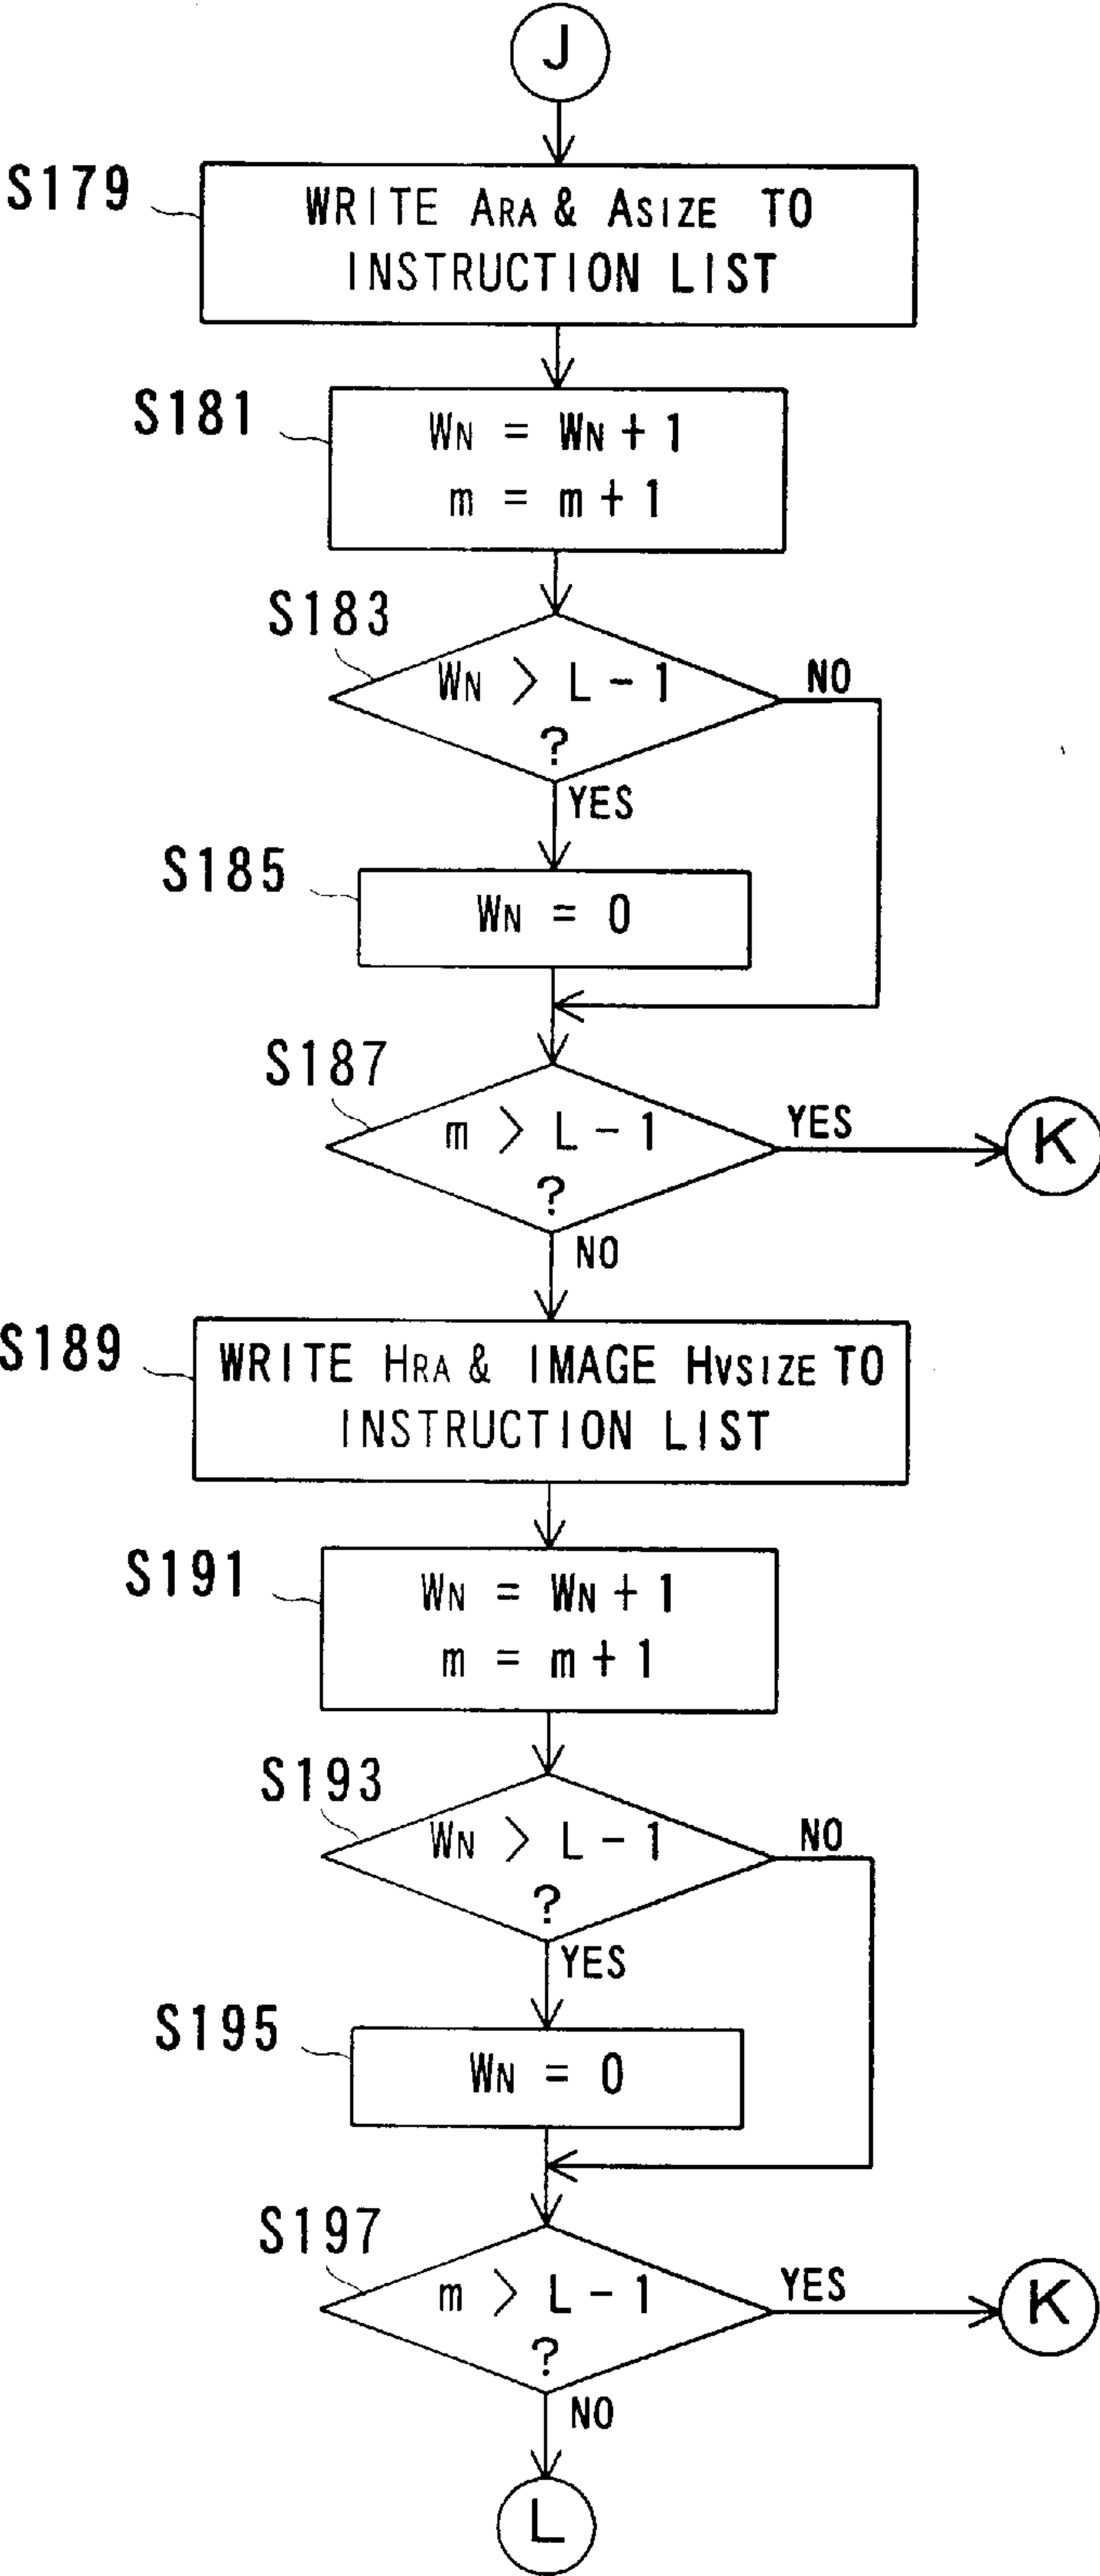 J
S179
WRITE ARA & ASIZE TO
INSTRUCTION LIST
S181
WN = WN + 1
m = m + 1
S183
WN > L - 1
?
NO
YES
S185
WN = 0
S187
m > L - 1
?
YES
K
NO
S189
WRITE HRA & IMAGE HVSIZE TO
INSTRUCTION LIST
S191
WN = WN + 1
m = m + 1
S193
WN > L - 1
?
NO
YES
S195
WN = 0
S197
m > L - 1
?
YES
K
NO
L